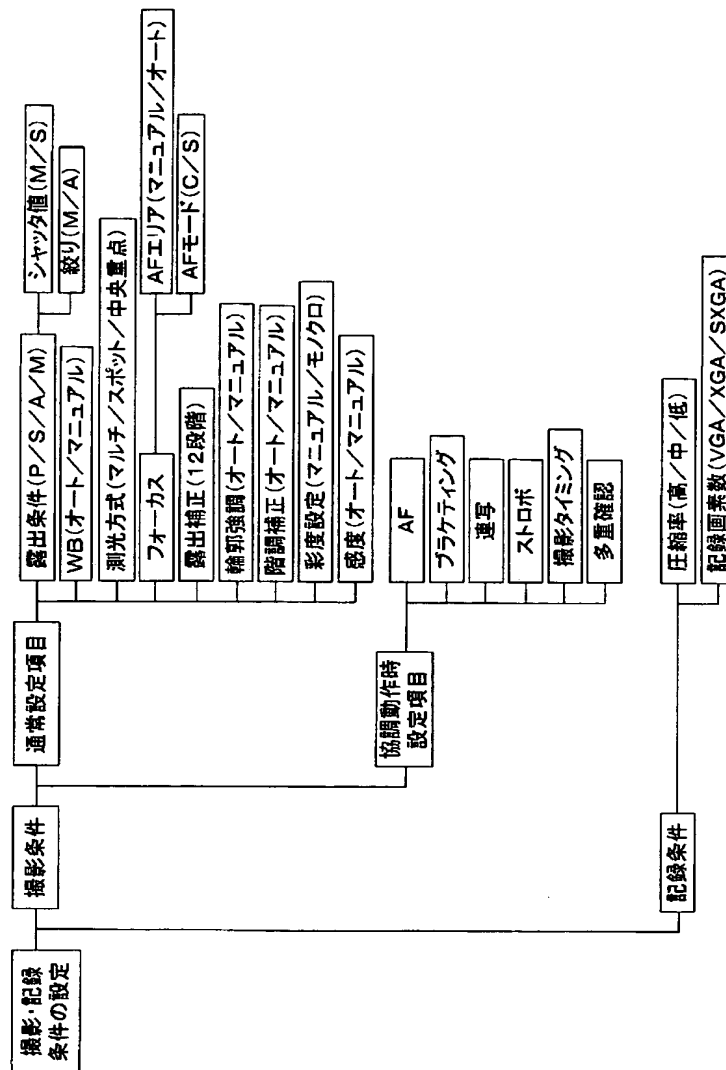 撮影・記録
条件の設定
撮影条件
通常設定項目
露出条件(P/S/A/M)
シャッタ値(M/S)
絞り(M/A)
WB(オート/マニュアル)
測光方式(マルチ/スポット/中央重点)
フォーカス
AFエリア(マニュアル/オート)
AFモード(C/S)
露出補正(12段階)
輪郭強調(オート/マニュアル)
階調補正(オート/マニュアル)
彩度設定(マニュアル/モノクロ)
感度(オート/マニュアル)
協調動作時
設定項目
AF
ブラケティング
連写
ストロボ
撮影タイミング
多重確認
記録条件
圧縮率(高/中/低)
記録画素数(VGA/XGA/SXGA)